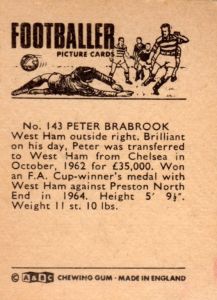 FOOTBALLER
PICTURE CARDS
No. 143 PETER BRABROOK
West Ham outside right. Brilliant
on his day, Peter was transferred
to West Ham from Chelsea in
October, 1962 for £35,000. Won
an F.A. Cup-winner's medal with
West Ham against Preston North
End in 1964. Height 5' 9½".
Weight 11 st. 10 lbs.
© A&BC CHEWING GUM - MADE IN ENGLAND